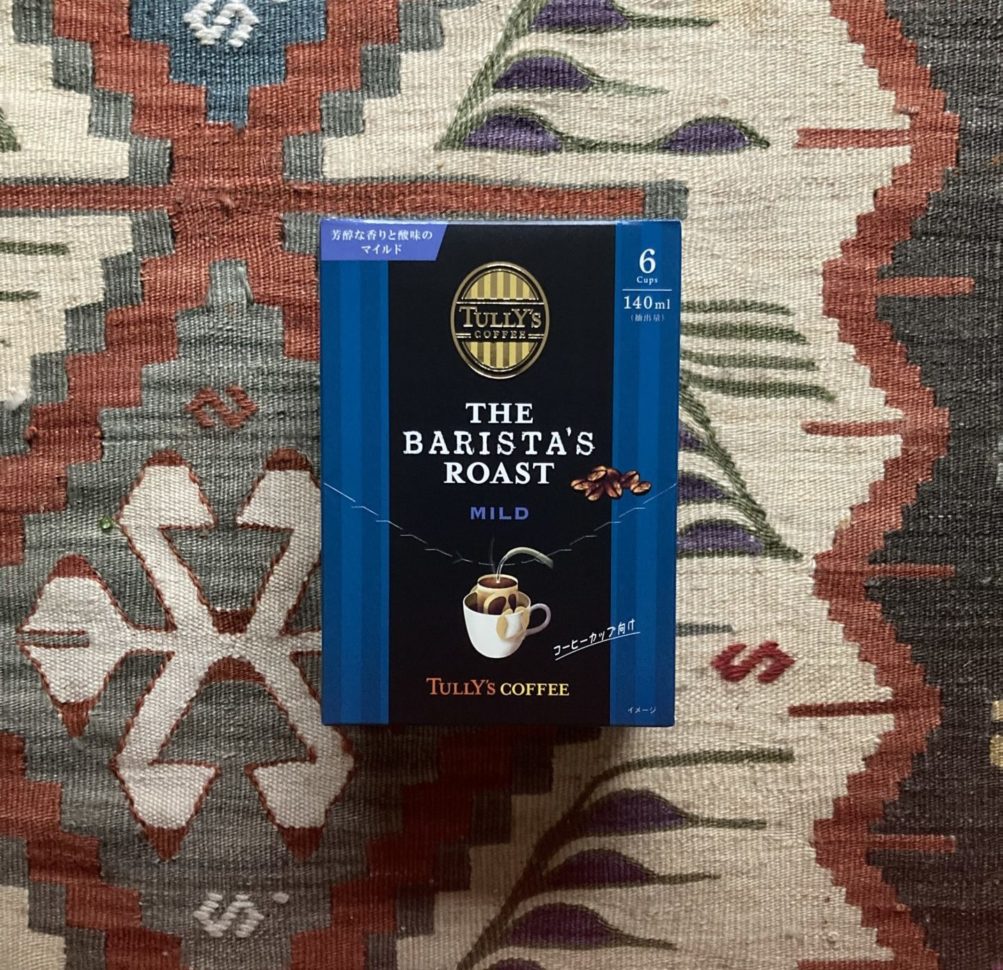 芳醇な香りと酸味の
マイルド
6
Cups
140ml
(抽出量)
TULLY'S
COFFEE
THE
BARISTA'S
ROAST
MILD
コーヒーカップ向け
TULLY'S COFFEE
イメージ